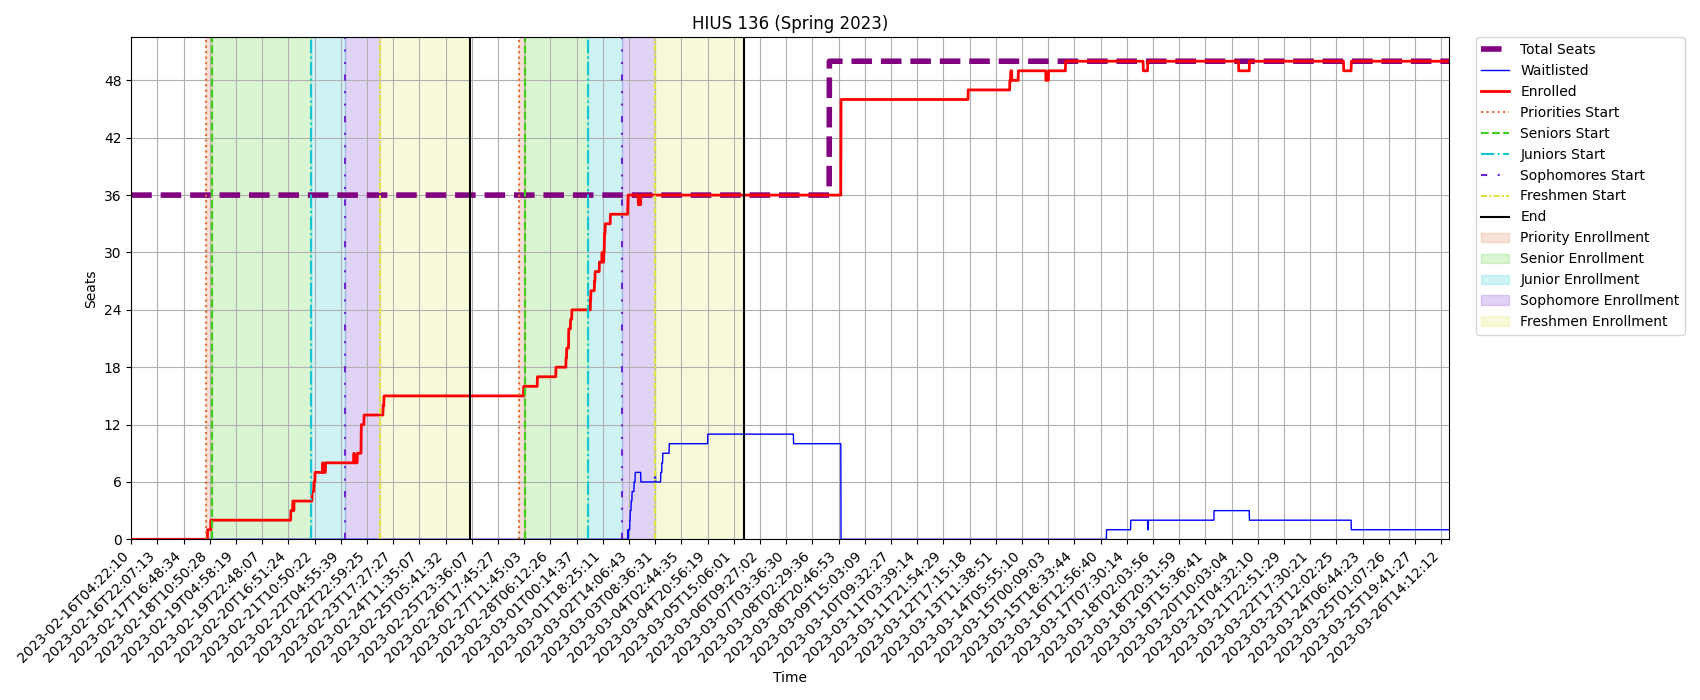 HIUS 136 (Spring 2023)
Seats
48
42
36
30
24
18
12
6
0
2023-02-16T04:22:10
2023-02-16T22:07:13
2023-02-17T16:48:34
2023-02-18T10:50:28
2023-02-19T04:58:19
2023-02-19T22:48:07
2023-02-20T16:51:24
2023-02-21T10:50:22
2023-02-22T04:55:39
2023-02-22T22:59:25
2023-02-23T17:27:27
2023-02-24T11:35:07
2023-02-25T05:41:32
2023-02-25T23:36:07
2023-02-26T17:45:27
2023-02-27T11:45:03
2023-02-28T06:12:26
2023-03-01T00:14:37
2023-03-01T18:25:11
2023-03-02T14:06:43
2023-03-03T08:36:31
2023-03-04T02:44:35
2023-03-04T20:56:19
2023-03-05T15:06:01
2023-03-06T09:27:02
2023-03-07T03:36:30
2023-03-08T02:29:36
2023-03-08T20:46:53
2023-03-09T15:03:09
2023-03-10T09:32:27
2023-03-11T03:39:14
2023-03-11T21:54:29
2023-03-12T17:15:18
2023-03-13T11:38:51
2023-03-14T05:55:10
2023-03-15T00:09:03
2023-03-15T18:33:44
2023-03-16T12:56:40
2023-03-17T07:30:14
2023-03-18T02:03:56
2023-03-18T20:31:59
2023-03-19T15:36:41
2023-03-20T10:03:04
2023-03-21T04:32:10
2023-03-21T22:51:29
2023-03-22T17:30:21
2023-03-23T12:02:25
2023-03-24T06:44:23
2023-03-25T01:07:26
2023-03-25T19:41:27
2023-03-26T14:12:12
Time
Total Seats
Waitlisted
Enrolled
Priorities Start
Seniors Start
Juniors Start
Sophomores Start
Freshmen Start
End
Priority Enrollment
Senior Enrollment
Junior Enrollment
Sophomore Enrollment
Freshmen Enrollment